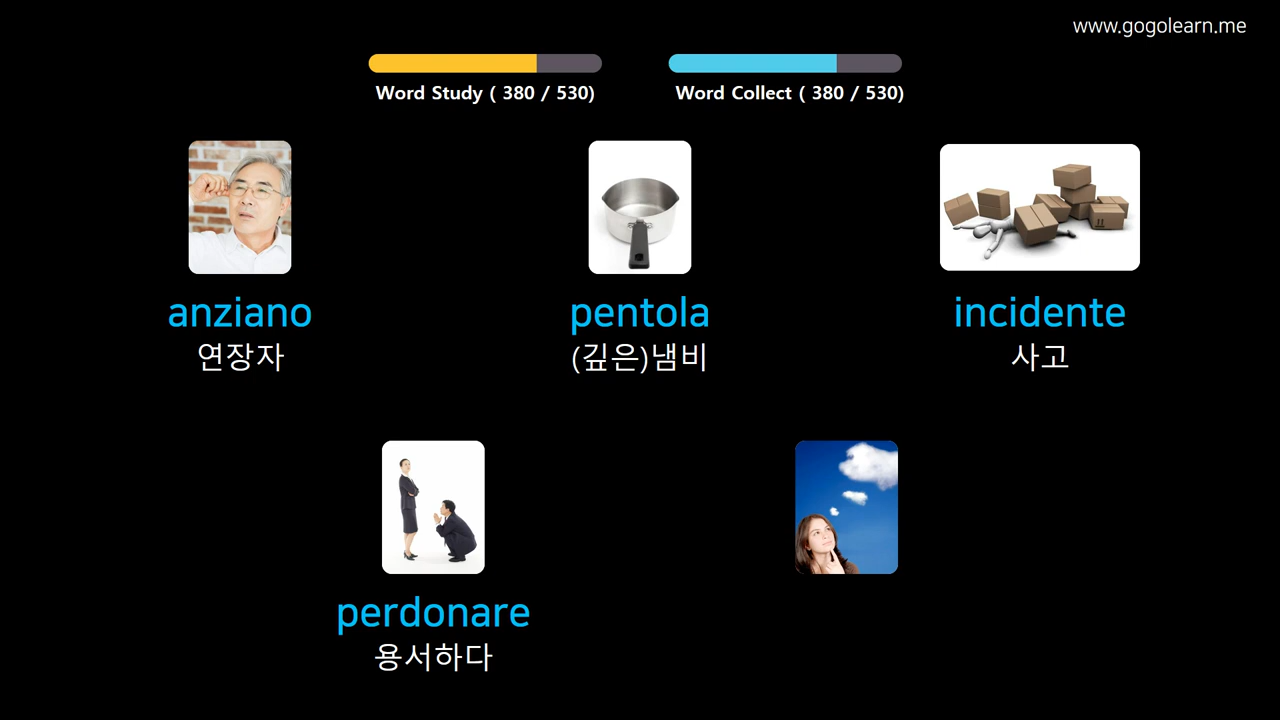 www.gogolearn.me
Word Study ( 380 / 530)
Word Collect ( 380 / 530)
anziano
연장자
pentola
(깊은)냄비
incidente
사고
perdonare
용서하다